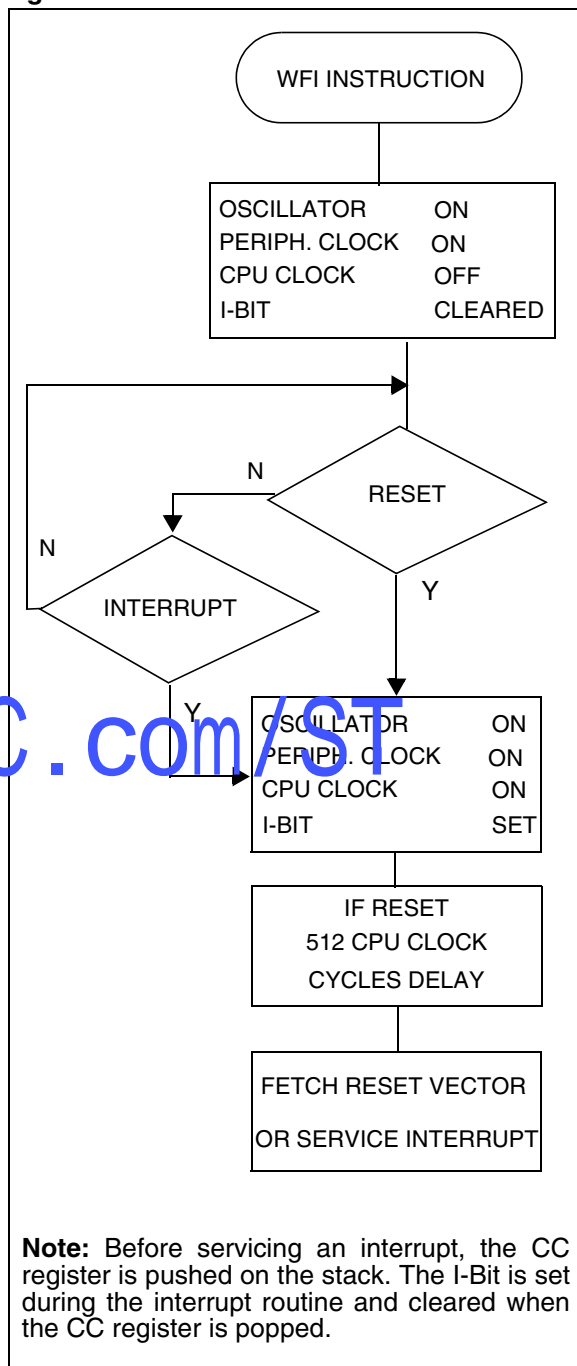 WFI INSTRUCTION
OSCILLATOR ON
PERIPH. CLOCK ON
CPU CLOCK OFF
I-BIT CLEARED
N
RESET
N
INTERRUPT
Y
Y
C.com/ST
OSCILLATOR ON
PERIPH. CLOCK ON
CPU CLOCK ON
I-BIT SET
IF RESET
512 CPU CLOCK
CYCLES DELAY
FETCH RESET VECTOR
OR SERVICE INTERRUPT
Note: Before servicing an interrupt, the CC
register is pushed on the stack. The I-Bit is set
during the interrupt routine and cleared when
the CC register is popped.